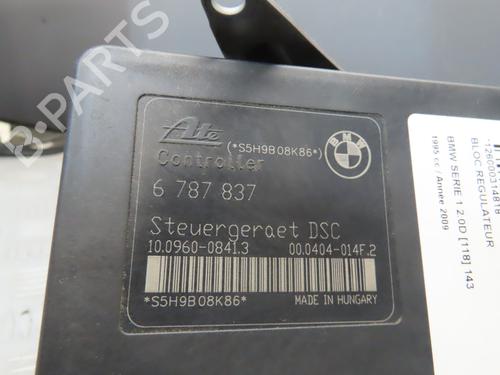 Ate
(*S5H9B08K86*)
BMW
Controller
6 787 837
Steuergeraet DSC
10.0960-0841.3
00.0404-014F.2
*S5H9B08K86*
MADE IN HUNGARY
BLOC REGULATEUR
BMW SERIE 1 2.0D [118] 143
1995 cc / Année 2009
B-PARTS